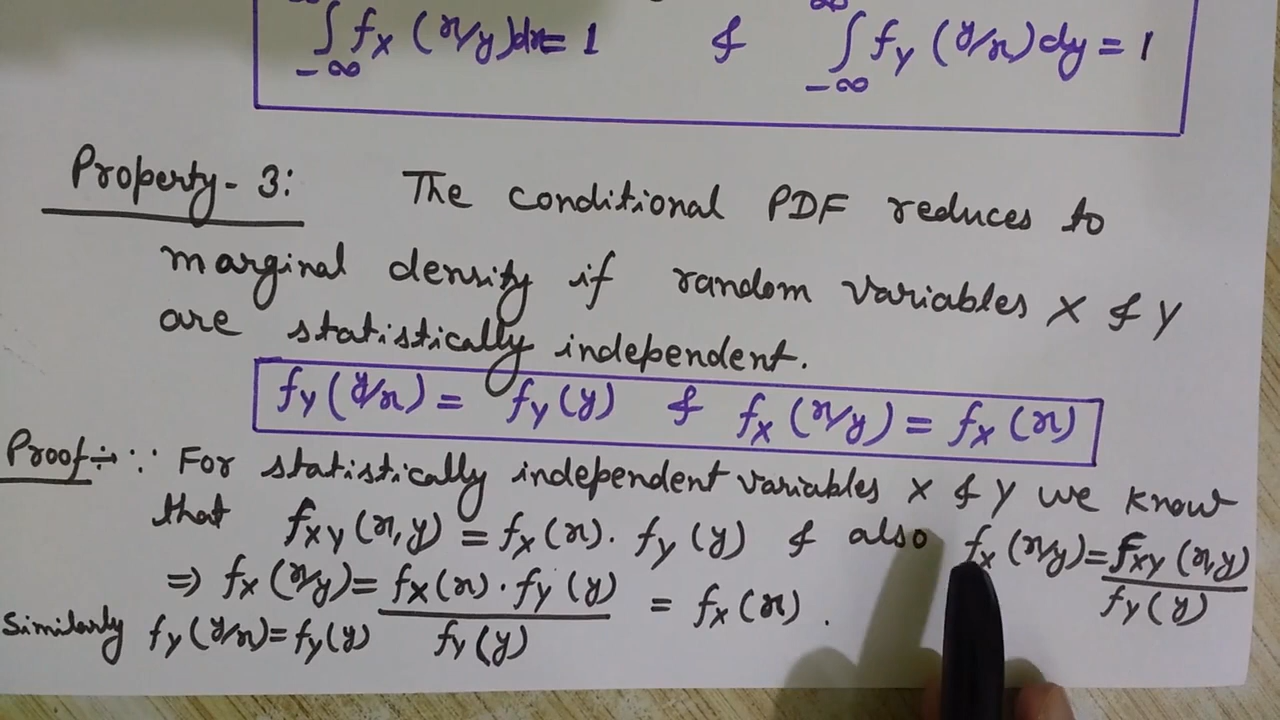 ∫_{-∞}^{∞} f_X (x/y)dx = 1 & ∫_{-∞}^{∞} f_Y (y/x) dy = 1
Property-3: The conditional PDF reduces to
marginal density if random variables X & Y
are statistically independent.
f_Y (y/x) = f_Y (y) & f_X (x/y) = f_X (x)
Proof ÷→ ∵ For statistically independent variables X & Y we know
that f_XY (x,y) = f_X (x) . f_Y (y) & also f_X (x/y) = F_XY (x,y) / f_Y (y)
⇒ f_X (x/y) = f_X (x) . f_Y (y) / f_Y (y) = f_X (x) .
Similarly f_Y (y/x) = f_Y (y)